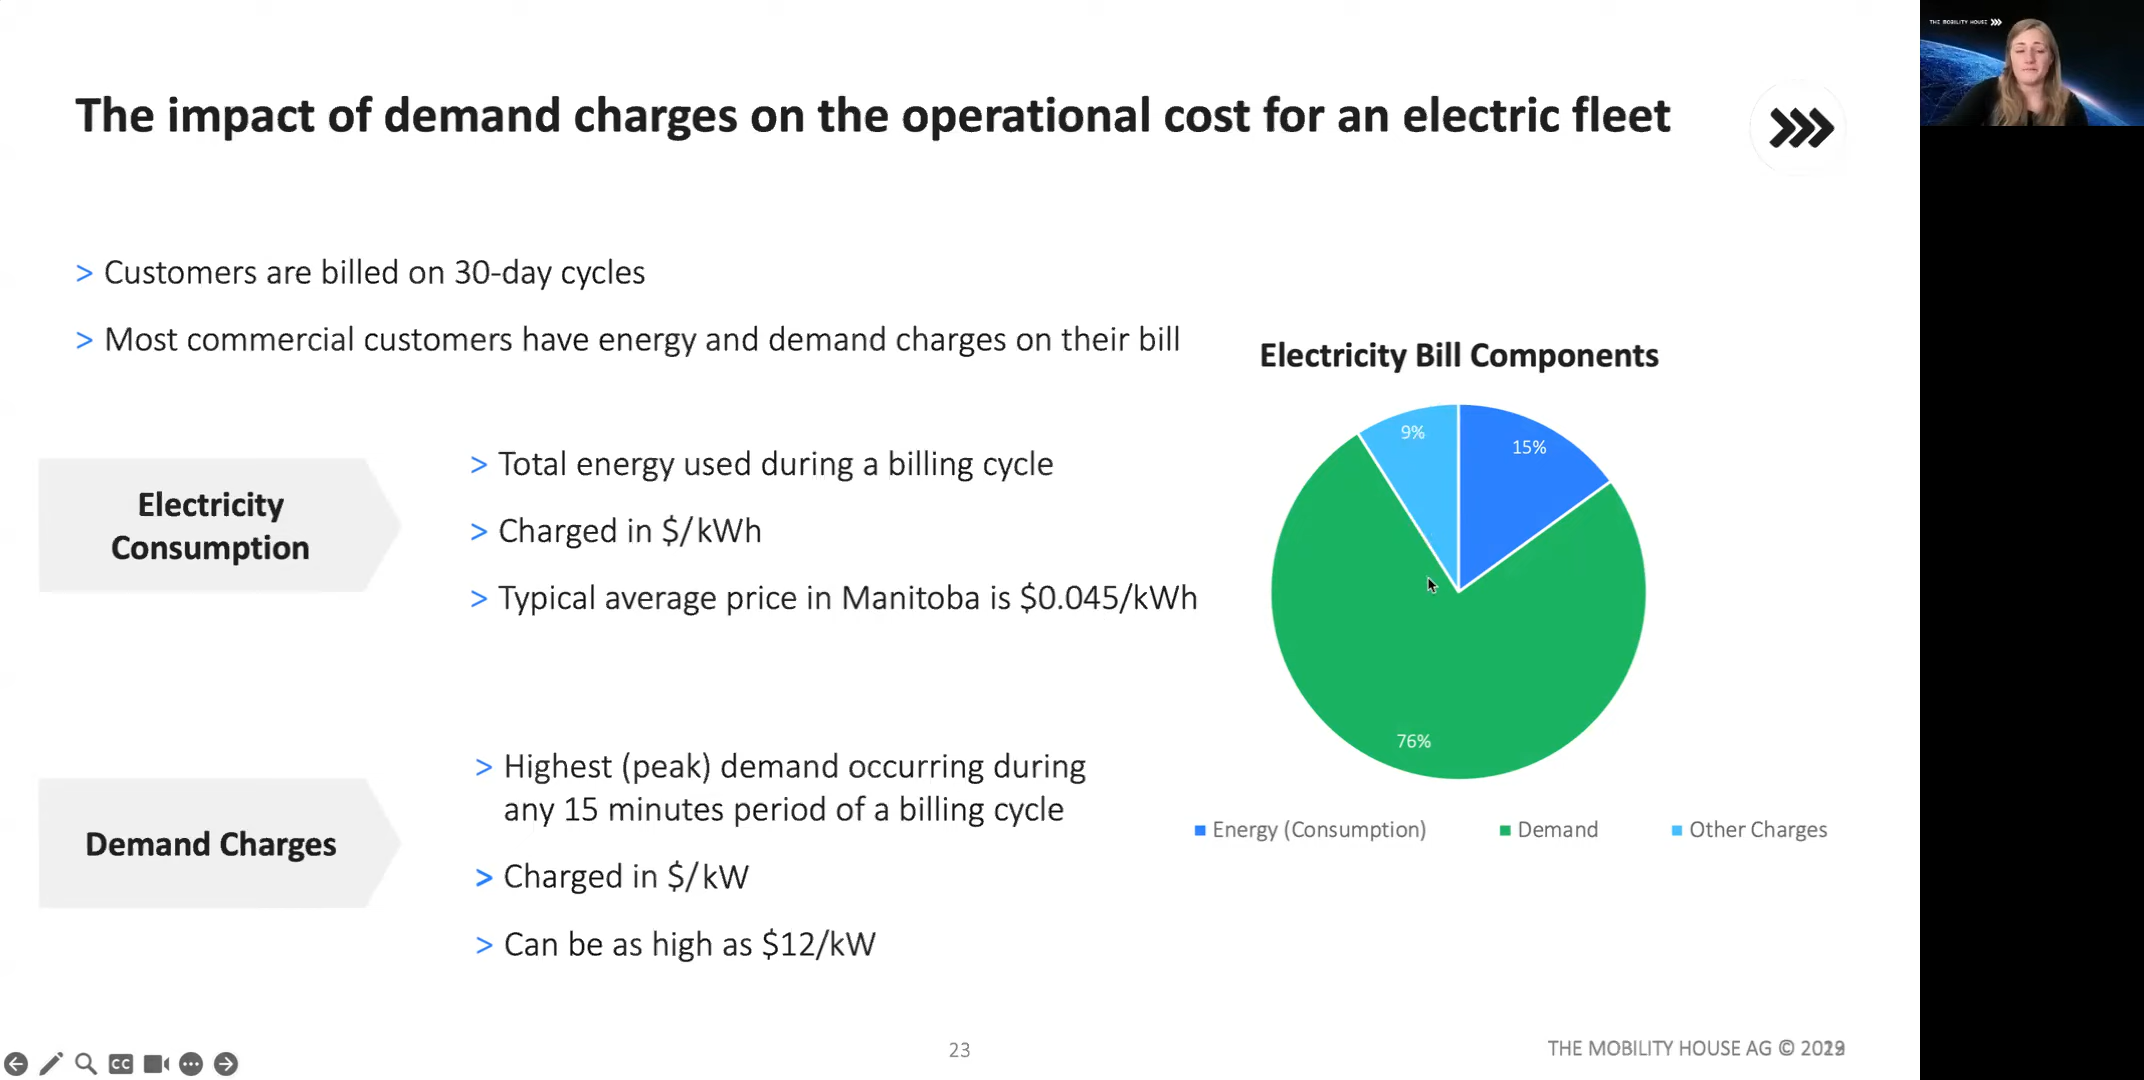 The impact of demand charges on the operational cost for an electric fleet
THE MOBILITY HOUSE
> Customers are billed on 30-day cycles
> Most commercial customers have energy and demand charges on their bill
Electricity
Consumption
> Total energy used during a billing cycle
> Charged in $/kWh
> Typical average price in Manitoba is $0.045/kWh
Demand Charges
> Highest (peak) demand occurring during
any 15 minutes period of a billing cycle
> Charged in $/kW
> Can be as high as $12/kW
Electricity Bill Components
9%
15%
76%
Energy (Consumption)
Demand
Other Charges
CC
23
THE MOBILITY HOUSE AG ©